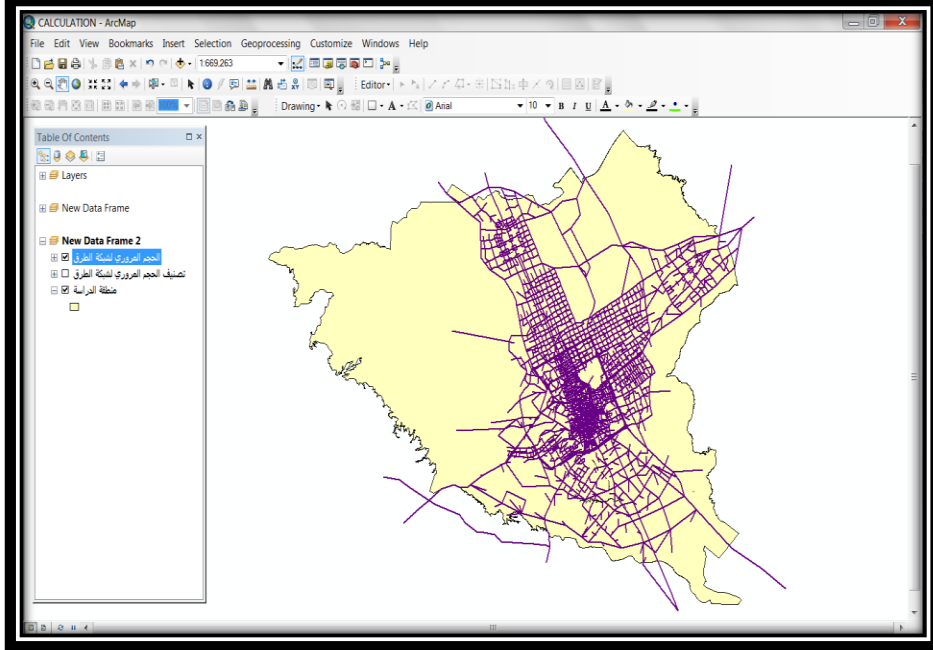 CALCULATION - ArcMap
File Edit View Bookmarks Insert Selection Geoprocessing Customize Windows Help
1:669,263
Editor
100% Drawing A Arial 10 B I U A
Table Of Contents
Layers
New Data Frame
New Data Frame 2
الحجم المروري لشبكة الطرق
تصنيف الحجم المروري لشبكة الطرق
منطقة الدراسة